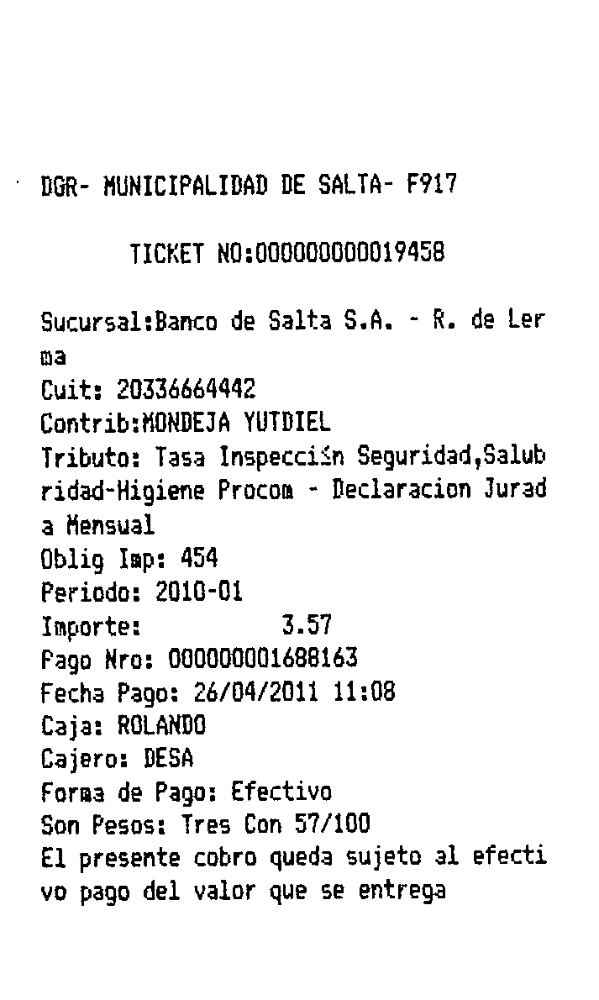 DGR- MUNICIPALIDAD DE SALTA- F917
TICKET NO:000000000019458
Sucursal:Banco de Salta S.A. - R. de Ler
ma
Cuit: 20336664442
Contrib:MONDEJA YUTDIEL
Tributo: Tasa Inspección Seguridad,Salub
ridad-Higiene Procom - Declaracion Jurad
a Mensual
Oblig Imp: 454
Periodo: 2010-01
Importe: 3.57
Pago Nro: 000000001688163
Fecha Pago: 26/04/2011 11:08
Caja: ROLANDO
Cajero: DESA
Forma de Pago: Efectivo
Son Pesos: Tres Con 57/100
El presente cobro queda sujeto al efecti
vo pago del valor que se entrega